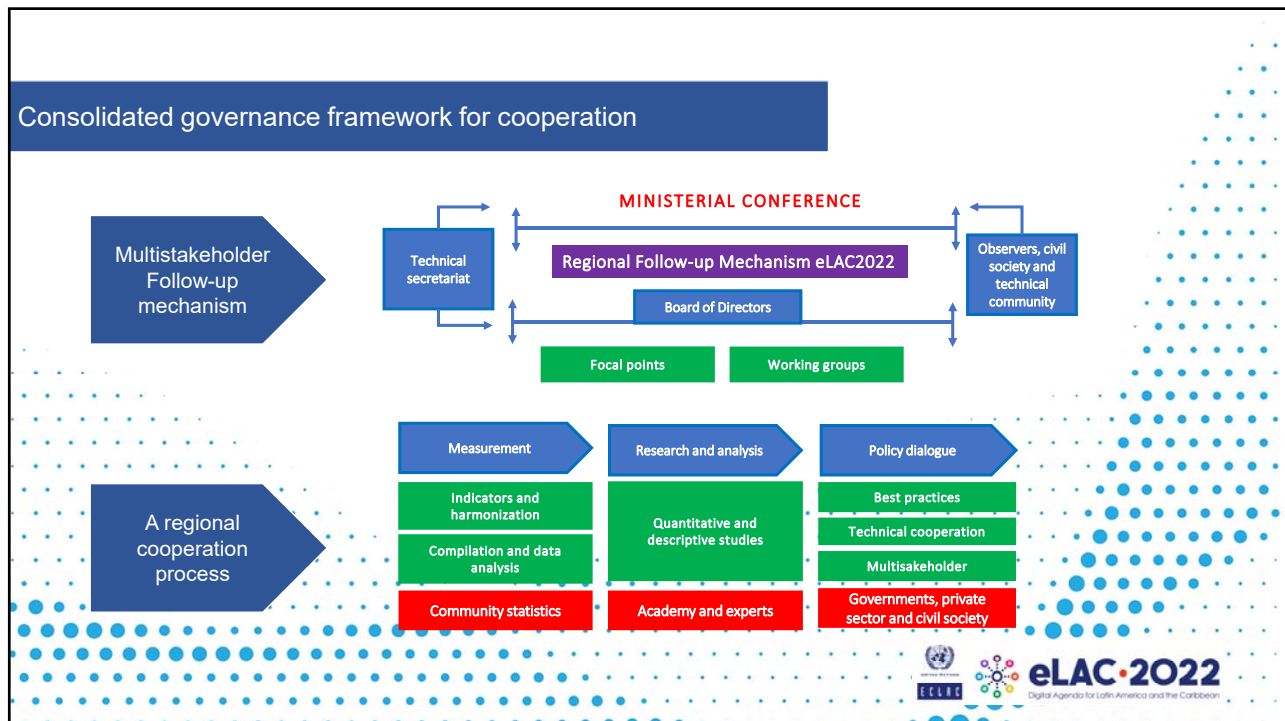 Consolidated governance framework for cooperation
Multistakeholder
Follow-up
mechanism
MINISTERIAL CONFERENCE
Technical
secretariat
Regional Follow-up Mechanism eLAC2022
Observers, civil
society and
technical
community
Board of Directors
Focal points
Working groups
A regional
cooperation
process
Measurement
Research and analysis
Policy dialogue
Indicators and
harmonization
Compilation and data
analysis
Quantitative and
descriptive studies
Best practices
Technical cooperation
Multisakeholder
Community statistics
Academy and experts
Governments, private
sector and civil society
UNITED NATIONS
ECLAC
eLAC•2022
Digital Agenda for Latin America and the Caribbean